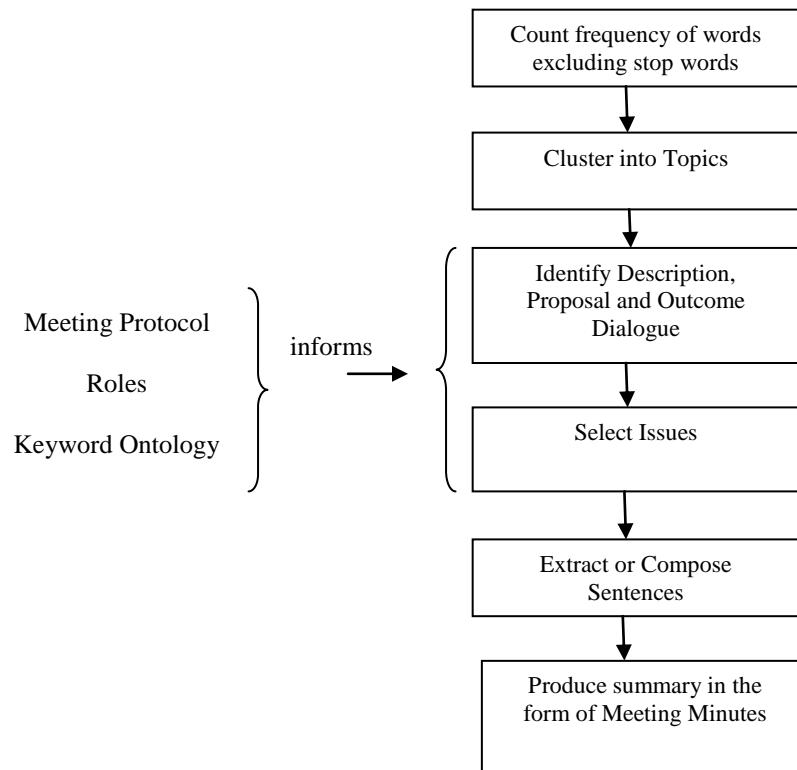 Count frequency of words
excluding stop words
Cluster into Topics
Identify Description,
Proposal and Outcome
Dialogue
Meeting Protocol
informs
Roles
Keyword Ontology
Select Issues
Extract or Compose
Sentences
Produce summary in the
form of Meeting Minutes